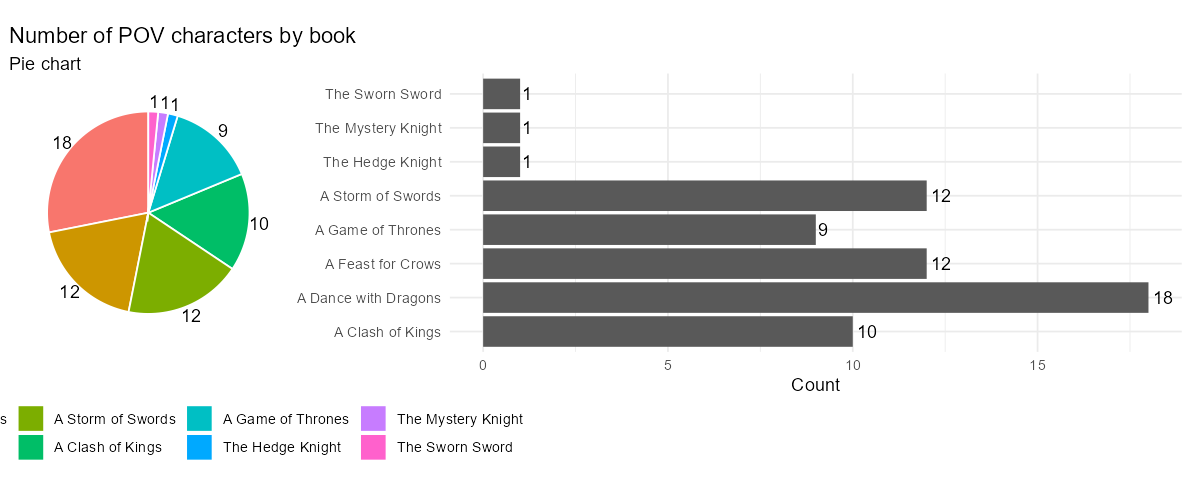 Number of POV characters by book
Pie chart
1
1
1
9
18
10
12
12
The Sworn Sword 1
The Mystery Knight 1
The Hedge Knight 1
A Storm of Swords 12
A Game of Thrones 9
A Feast for Crows 12
A Dance with Dragons 18
A Clash of Kings 10
0 5 10 15
Count
s A Storm of Swords A Game of Thrones The Mystery Knight
A Clash of Kings The Hedge Knight The Sworn Sword